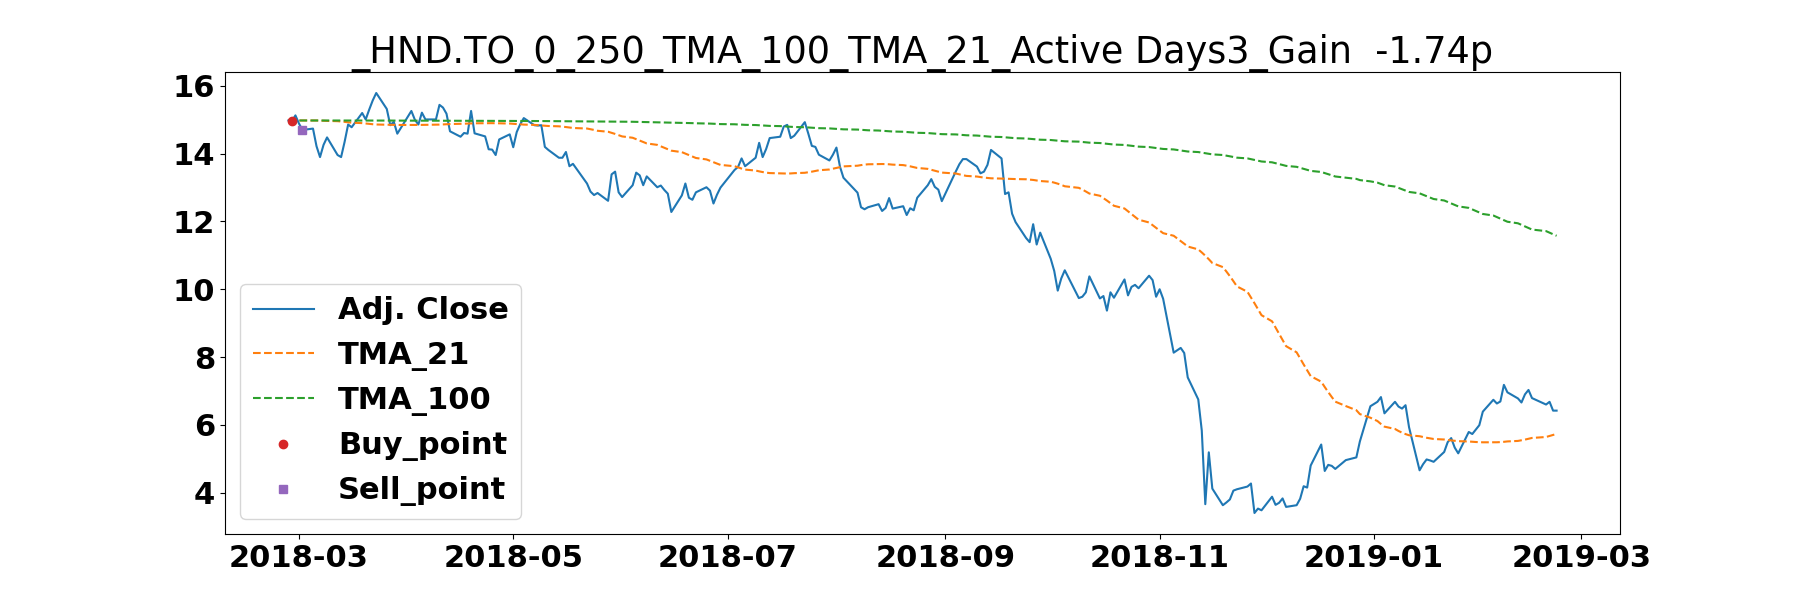 _HND.TO_0_250_TMA_100_TMA_21_Active Days3_Gain  -1.74p
16
14
12
10
8
6
4
Adj. Close
TMA_21
TMA_100
Buy_point
Sell_point
2018-03 2018-05 2018-07 2018-09 2018-11 2019-01 2019-03